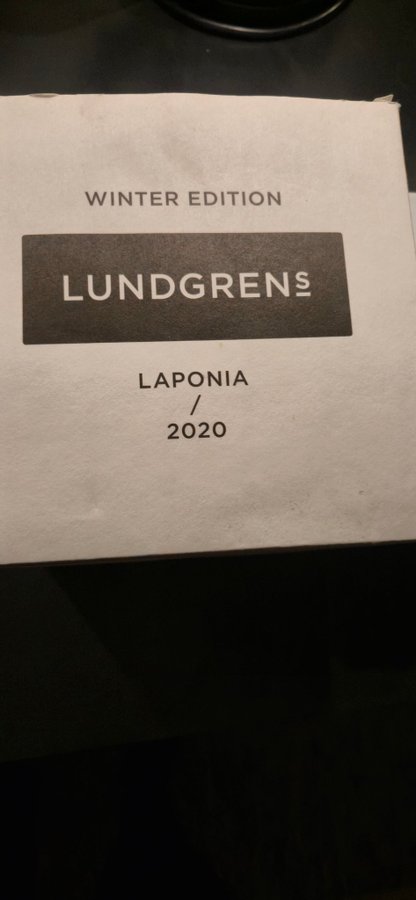 WINTER EDITION
LUNDGRENS
LAPONIA
/
2020